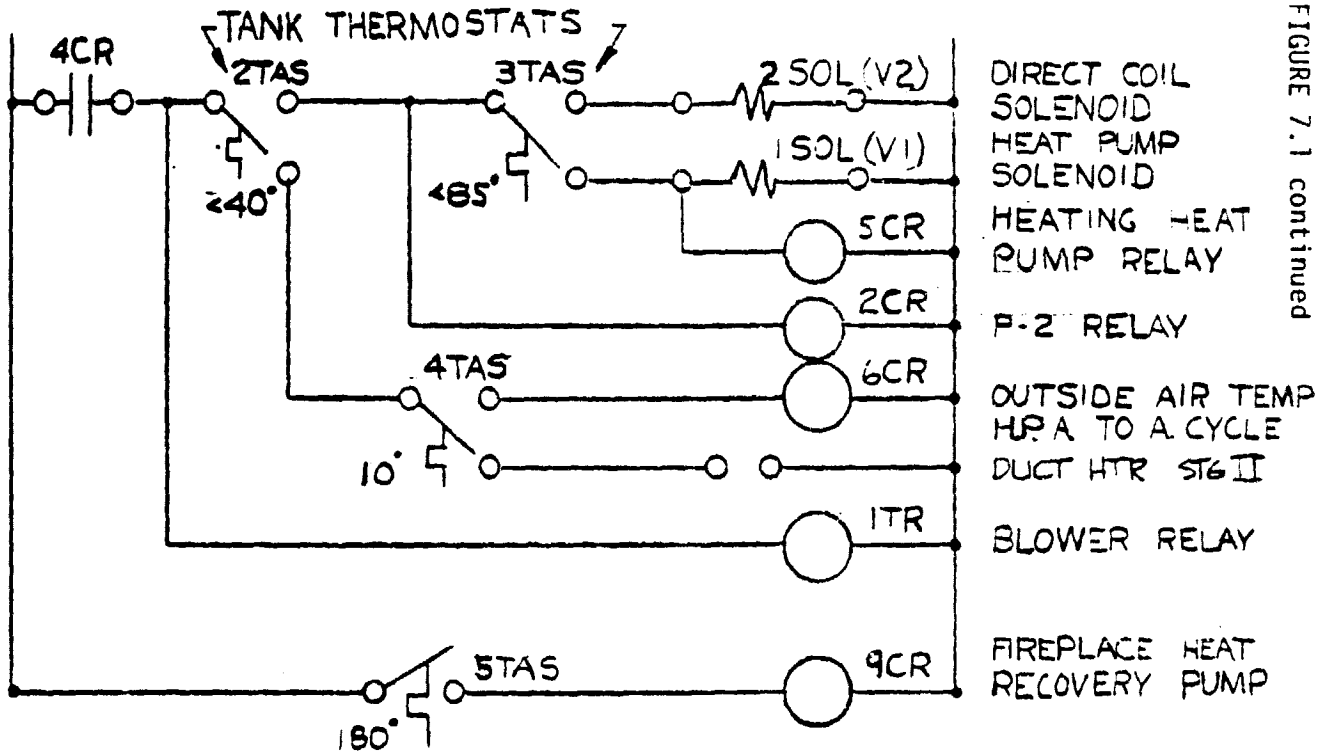 FIGURE 7.1 continued
TANK THERMOSTATS
4CR
2TAS
3TAS
2 SOL (V2)
DIRECT COIL
SOLENOID
<40°
<85°
1 SOL (V1)
HEAT PUMP
SOLENOID
5CR
HEATING HEAT
PUMP RELAY
2CR
P-2 RELAY
4TAS
6CR
OUTSIDE AIR TEMP
H.P. A TO A. CYCLE
10°
DUCT HTR STG II
1TR
BLOWER RELAY
5TAS
180°
9CR
FIREPLACE HEAT
RECOVERY PUMP